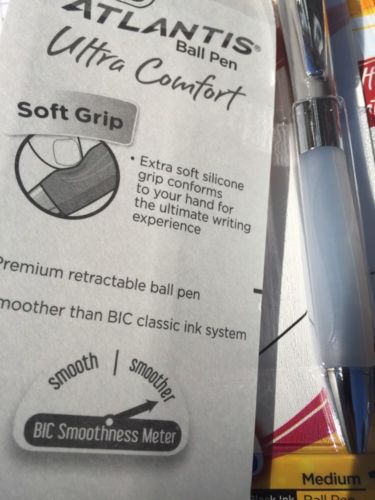 ATLANTIS®
Ball Pen
Ultra Comfort
Soft Grip
• Extra soft silicone
grip conforms
to your hand for
the ultimate writing
experience
Premium retractable ball pen
moother than BIC classic ink system
smooth | smoother
BIC Smoothness Meter
Medium
Black Ink
Ball Pen